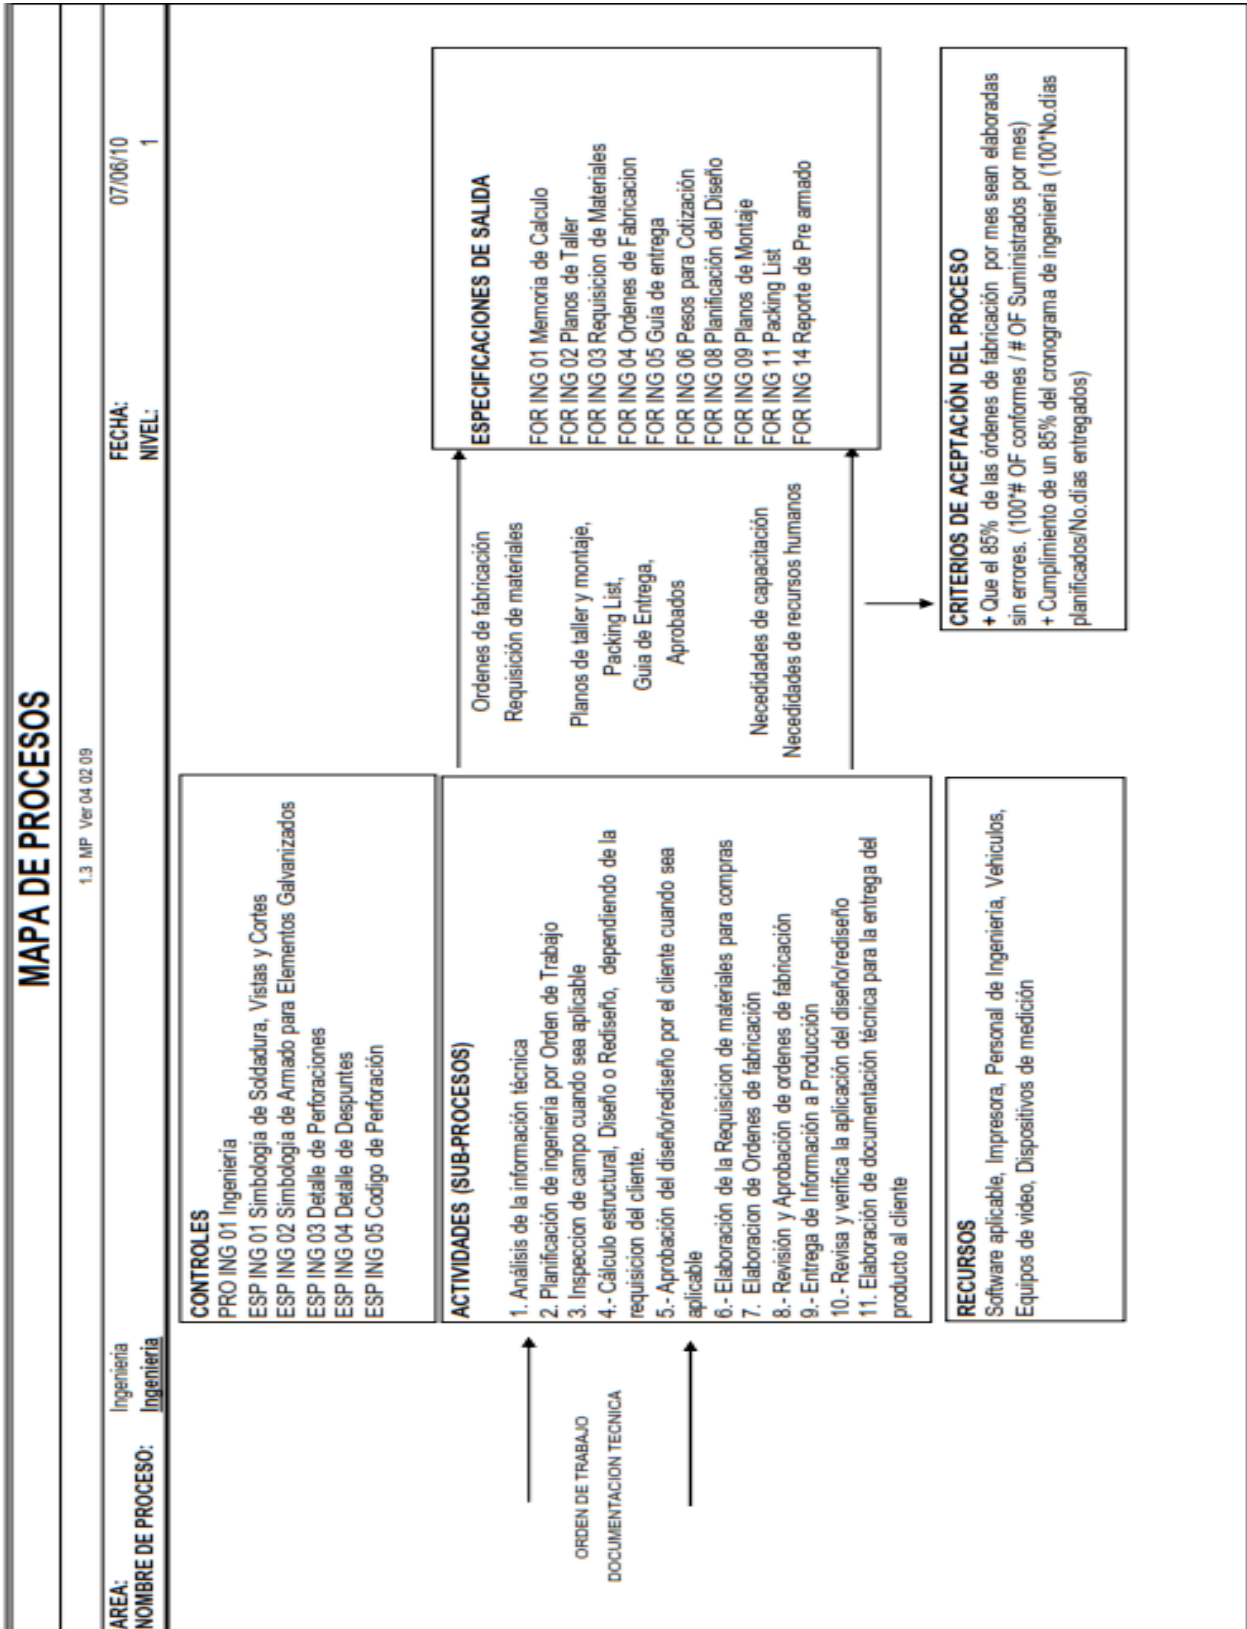 MAPA DE PROCESOS
1.3 MP Ver 04 02 09
AREA: Ingenieria FECHA: 07/06/10
NOMBRE DE PROCESO: Ingenieria NIVEL: 1
CONTROLES
PRO ING 01 Ingeniería
ESP ING 01 Simbología de Soldadura, Vistas y Cortes
ESP ING 02 Simbología de Armado para Elementos Galvanizados
ESP ING 03 Detalle de Perforaciones
ESP ING 04 Detalle de Despuntes
ESP ING 05 Codigo de Perforación
ORDEN DE TRABAJO
DOCUMENTACION TECNICA
ACTIVIDADES (SUB-PROCESOS)
1. Análisis de la información técnica
2. Planificación de ingeniería por Orden de Trabajo
3. Inspeccion de campo cuando sea aplicable
4.- Cálculo estructural, Diseño o Rediseño, dependiendo de la
requisicion del cliente.
5.- Aprobación del diseño/rediseño por el cliente cuando sea
aplicable
6.- Elaboración de la Requisicion de materiales para compras
7. Elaboracion de Ordenes de fabricación
8.- Revisión y Aprobación de ordenes de fabricación
9.- Entrega de Información a Producción
10.- Revisa y verifica la aplicación del diseño/rediseño
11. Elaboración de documentación técnica para la entrega del
producto al cliente
Ordenes de fabricación
Requisición de materiales
Planos de taller y montaje,
Packing List,
Guia de Entrega,
Aprobados
Necedidades de capacitación
Necedidades de recursos humanos
ESPECIFICACIONES DE SALIDA
FOR ING 01 Memoria de Calculo
FOR ING 02 Planos de Taller
FOR ING 03 Requisicion de Materiales
FOR ING 04 Ordenes de Fabricacion
FOR ING 05 Guia de entrega
FOR ING 06 Pesos para Cotización
FOR ING 08 Planificación del Diseño
FOR ING 09 Planos de Montaje
FOR ING 11 Packing List
FOR ING 14 Reporte de Pre armado
RECURSOS
Software aplicable, Impresora, Personal de Ingenieria, Vehiculos,
Equipos de video, Dispositivos de medición
CRITERIOS DE ACEPTACIÓN DEL PROCESO
+ Que el 85% de las órdenes de fabricación por mes sean elaboradas
sin errores. (100*# OF conformes / # OF Suministrados por mes)
+ Cumplimiento de un 85% del cronograma de ingeniería (100*No.dias
planificados/No.dias entregados)